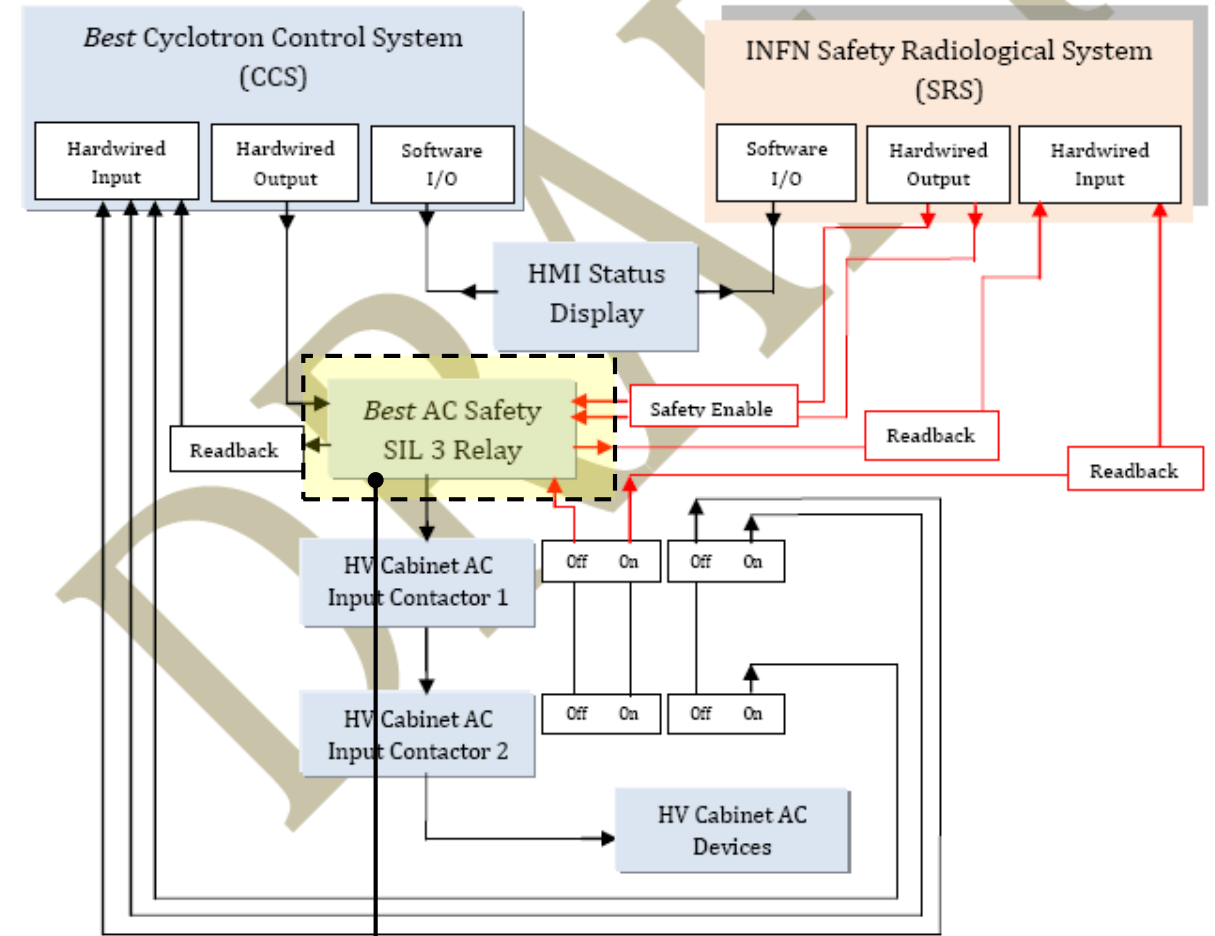 Best Cyclotron Control System
(CCS)
INFN Safety Radiological System
(SRS)
Hardwired
Input
Hardwired
Output
Software
I/O
Software
I/O
Hardwired
Output
Hardwired
Input
HMI Status
Display
Best AC Safety
SIL 3 Relay
Safety Enable
Readback
Readback
Readback
HV Cabinet AC
Input Contactor 1
Off On
Off On
HV Cabinet AC
Input Contactor 2
Off On
Off On
HV Cabinet AC
Devices